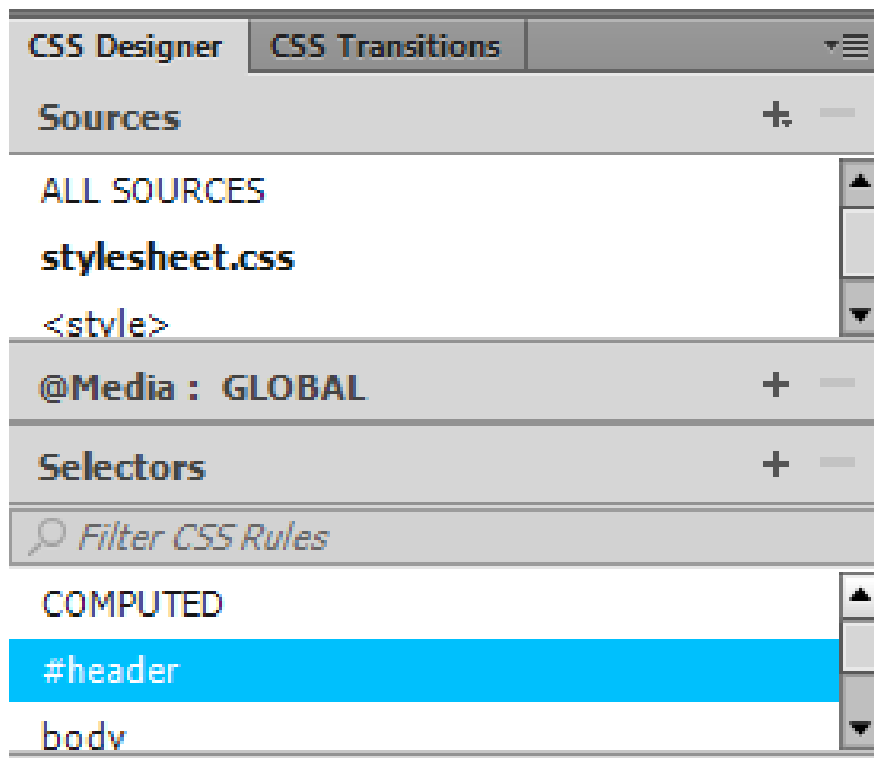 CSS Designer CSS Transitions
Sources
ALL SOURCES
stylesheet.css
<style>
@Media : GLOBAL
Selectors
Filter CSS Rules
COMPUTED
#header
body